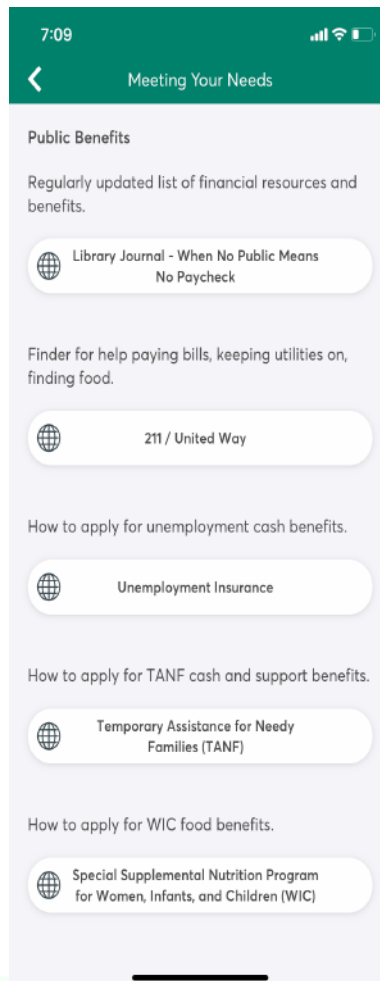 7:09
Meeting Your Needs
Public Benefits
Regularly updated list of financial resources and
benefits.
Library Journal - When No Public Means
No Paycheck
Finder for help paying bills, keeping utilities on,
finding food.
211 / United Way
How to apply for unemployment cash benefits.
Unemployment Insurance
How to apply for TANF cash and support benefits.
Temporary Assistance for Needy
Families (TANF)
How to apply for WIC food benefits.
Special Supplemental Nutrition Program
for Women, Infants, and Children (WIC)